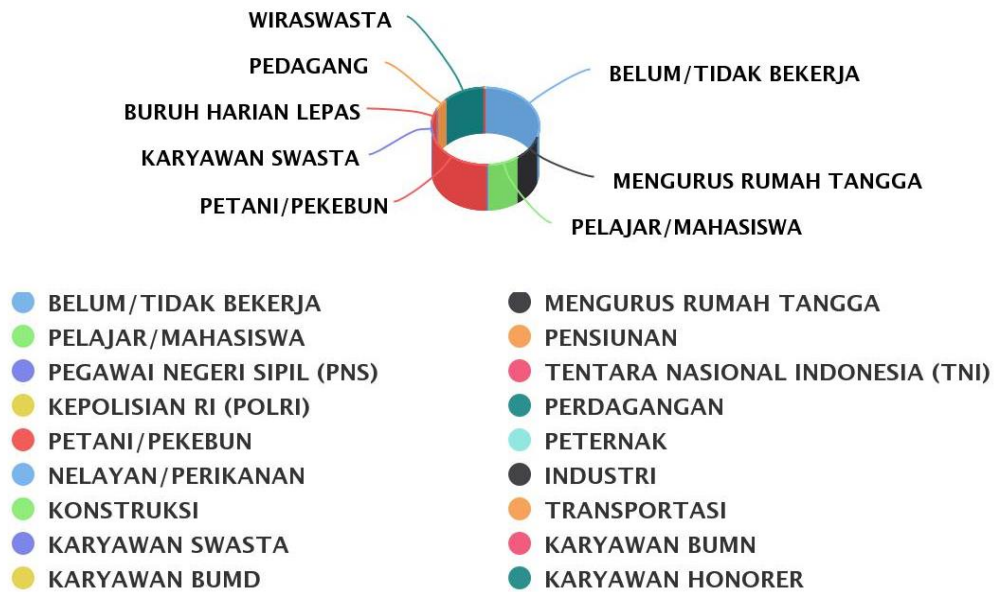 WIRASWASTA
PEDAGANG
BURUH HARIAN LEPAS
KARYAWAN SWASTA
PETANI/PEKEBUN
BELUM/TIDAK BEKERJA
MENGURUS RUMAH TANGGA
PELAJAR/MAHASISWA
BELUM/TIDAK BEKERJA
MENGURUS RUMAH TANGGA
PELAJAR/MAHASISWA
PENSIUNAN
PEGAWAI NEGERI SIPIL (PNS)
TENTARA NASIONAL INDONESIA (TNI)
KEPOLISIAN RI (POLRI)
PERDAGANGAN
PETANI/PEKEBUN
PETERNAK
NELAYAN/PERIKANAN
INDUSTRI
KONSTRUKSI
TRANSPORTASI
KARYAWAN SWASTA
KARYAWAN BUMN
KARYAWAN BUMD
KARYAWAN HONORER